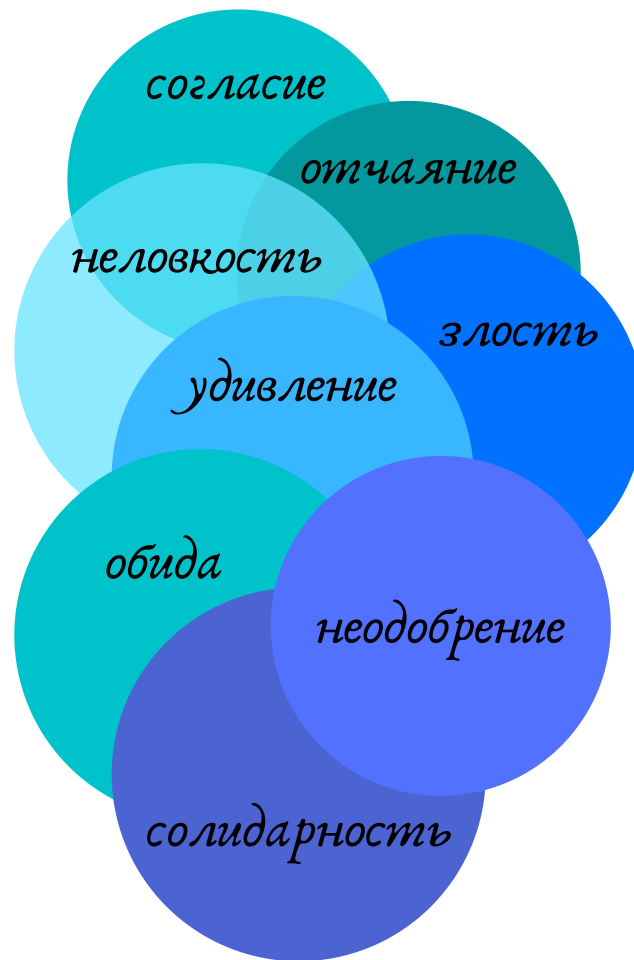 согласие
отчаяние
неловкость
злость
удивление
обида
неодобрение
солидарность